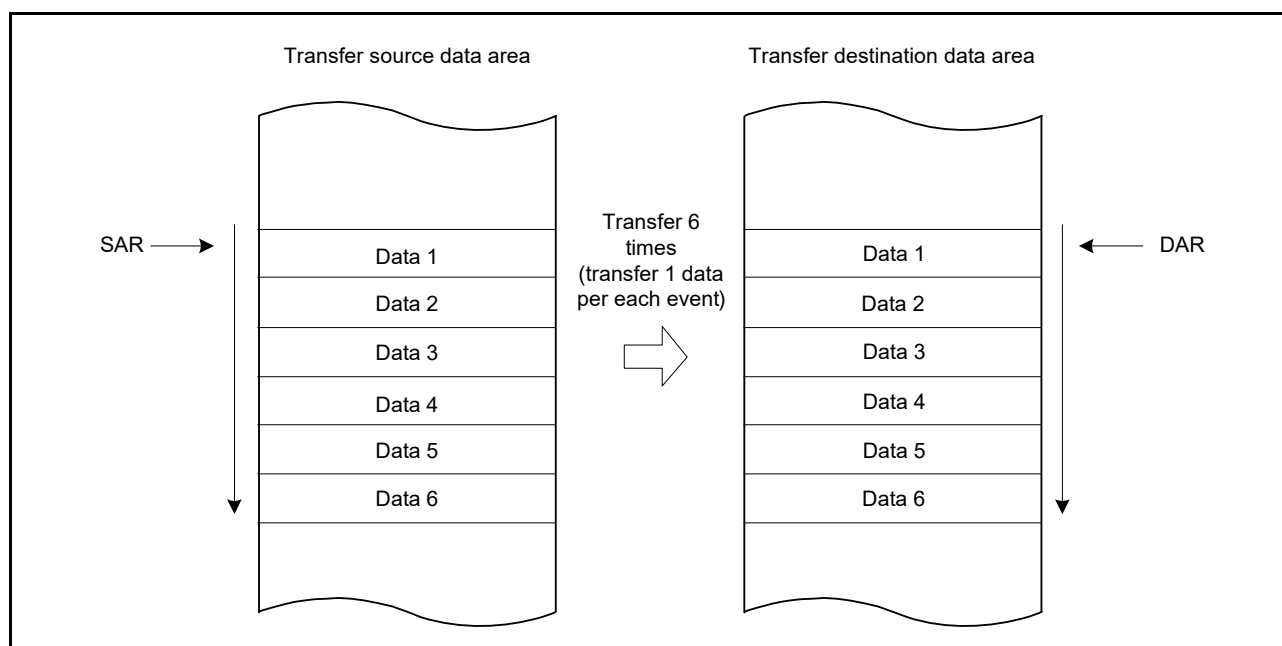 Transfer source data area
Transfer destination data area
SAR
Data 1
Data 2
Data 3
Data 4
Data 5
Data 6
Transfer 6
times
(transfer 1 data
per each event)
Data 1
Data 2
Data 3
Data 4
Data 5
Data 6
DAR